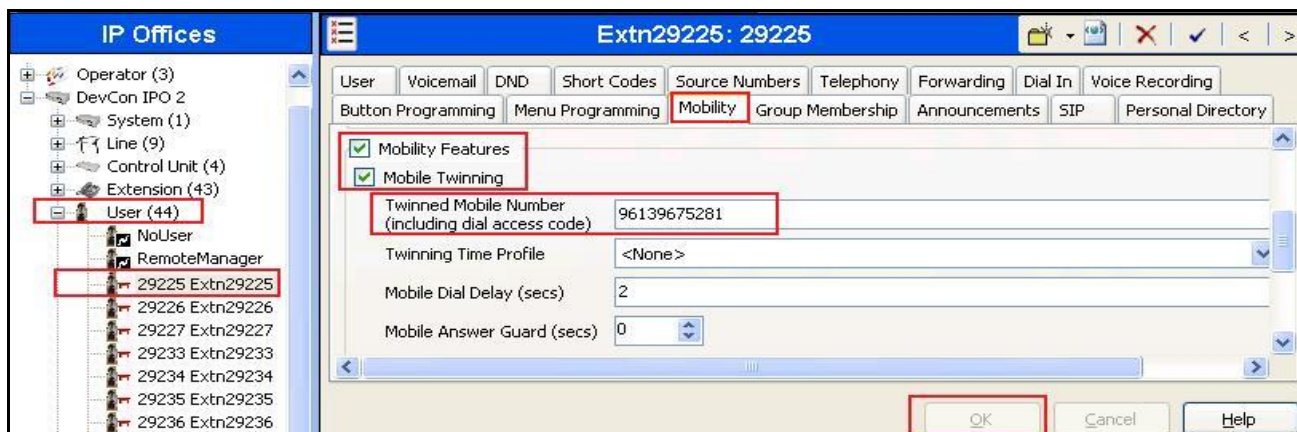 IP Offices
Operator (3)
DevCon IPO 2
System (1)
Line (9)
Control Unit (4)
Extension (43)
User (44)
NoUser
RemoteManager
29225 Extn29225
29226 Extn29226
29227 Extn29227
29233 Extn29233
29234 Extn29234
29235 Extn29235
29236 Extn29236
Extn29225: 29225
User Voicemail DND Short Codes Source Numbers Telephony Forwarding Dial In Voice Recording
Button Programming Menu Programming Mobility Group Membership Announcements SIP Personal Directory
Mobility Features
Mobile Twinning
Twinned Mobile Number
(including dial access code)
96139675281
Twinning Time Profile <None>
Mobile Dial Delay (secs) 2
Mobile Answer Guard (secs) 0
OK Cancel Help